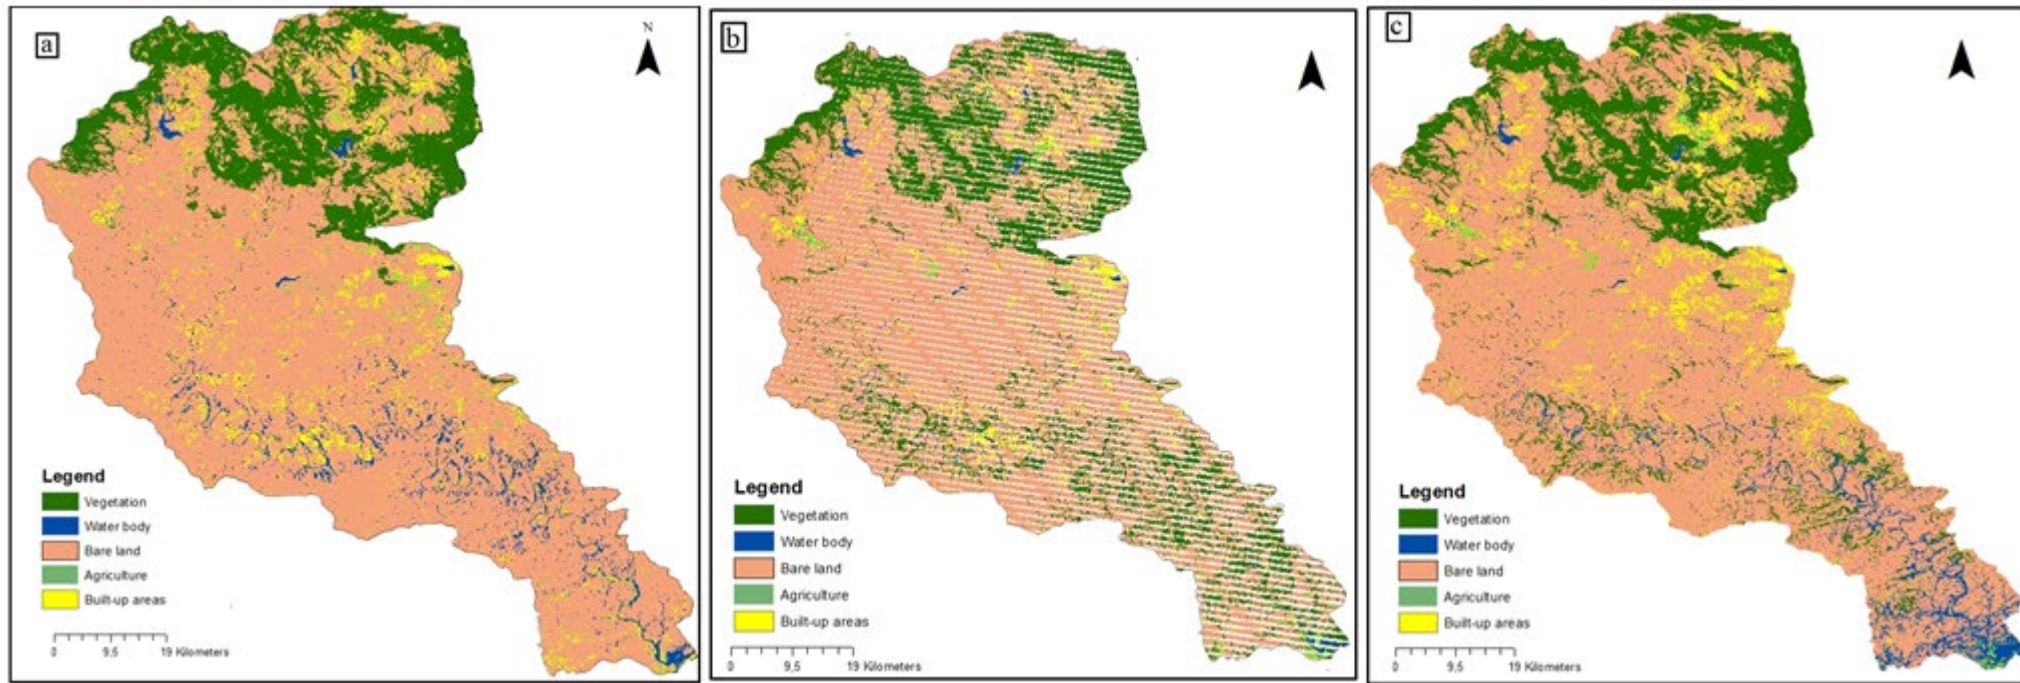 a
N
Legend
Vegetation
Water body
Bare land
Agriculture
Built-up areas
0 9,5 19 Kilometers
b
Legend
Vegetation
Water body
Bare land
Agriculture
Built-up areas
0 9,5 19 Kilometers
c
Legend
Vegetation
Water body
Bare land
Agriculture
Built-up areas
0 9,5 19 Kilometers